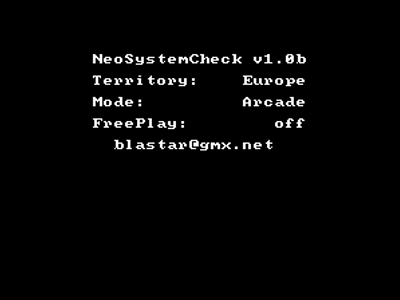 NeoSystemCheck v1.0b
Territory: Europe
Mode: Arcade
FreePlay: off
blastar@gmx.net